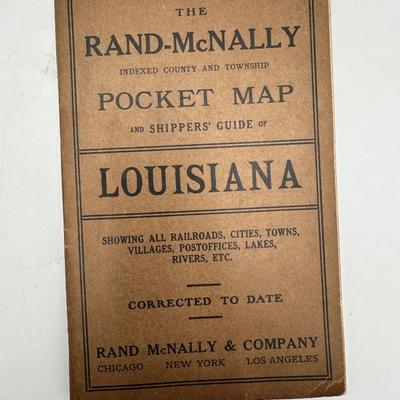 THE
RAND-McNALLY
INDEXED COUNTY AND TOWNSHIP
POCKET MAP
AND SHIPPERS' GUIDE OF
LOUISIANA
SHOWING ALL RAILROADS, CITIES, TOWNS,
VILLAGES, POSTOFFICES, LAKES,
RIVERS, ETC.
CORRECTED TO DATE
RAND McNALLY & COMPANY
CHICAGO NEW YORK LOS ANGELES